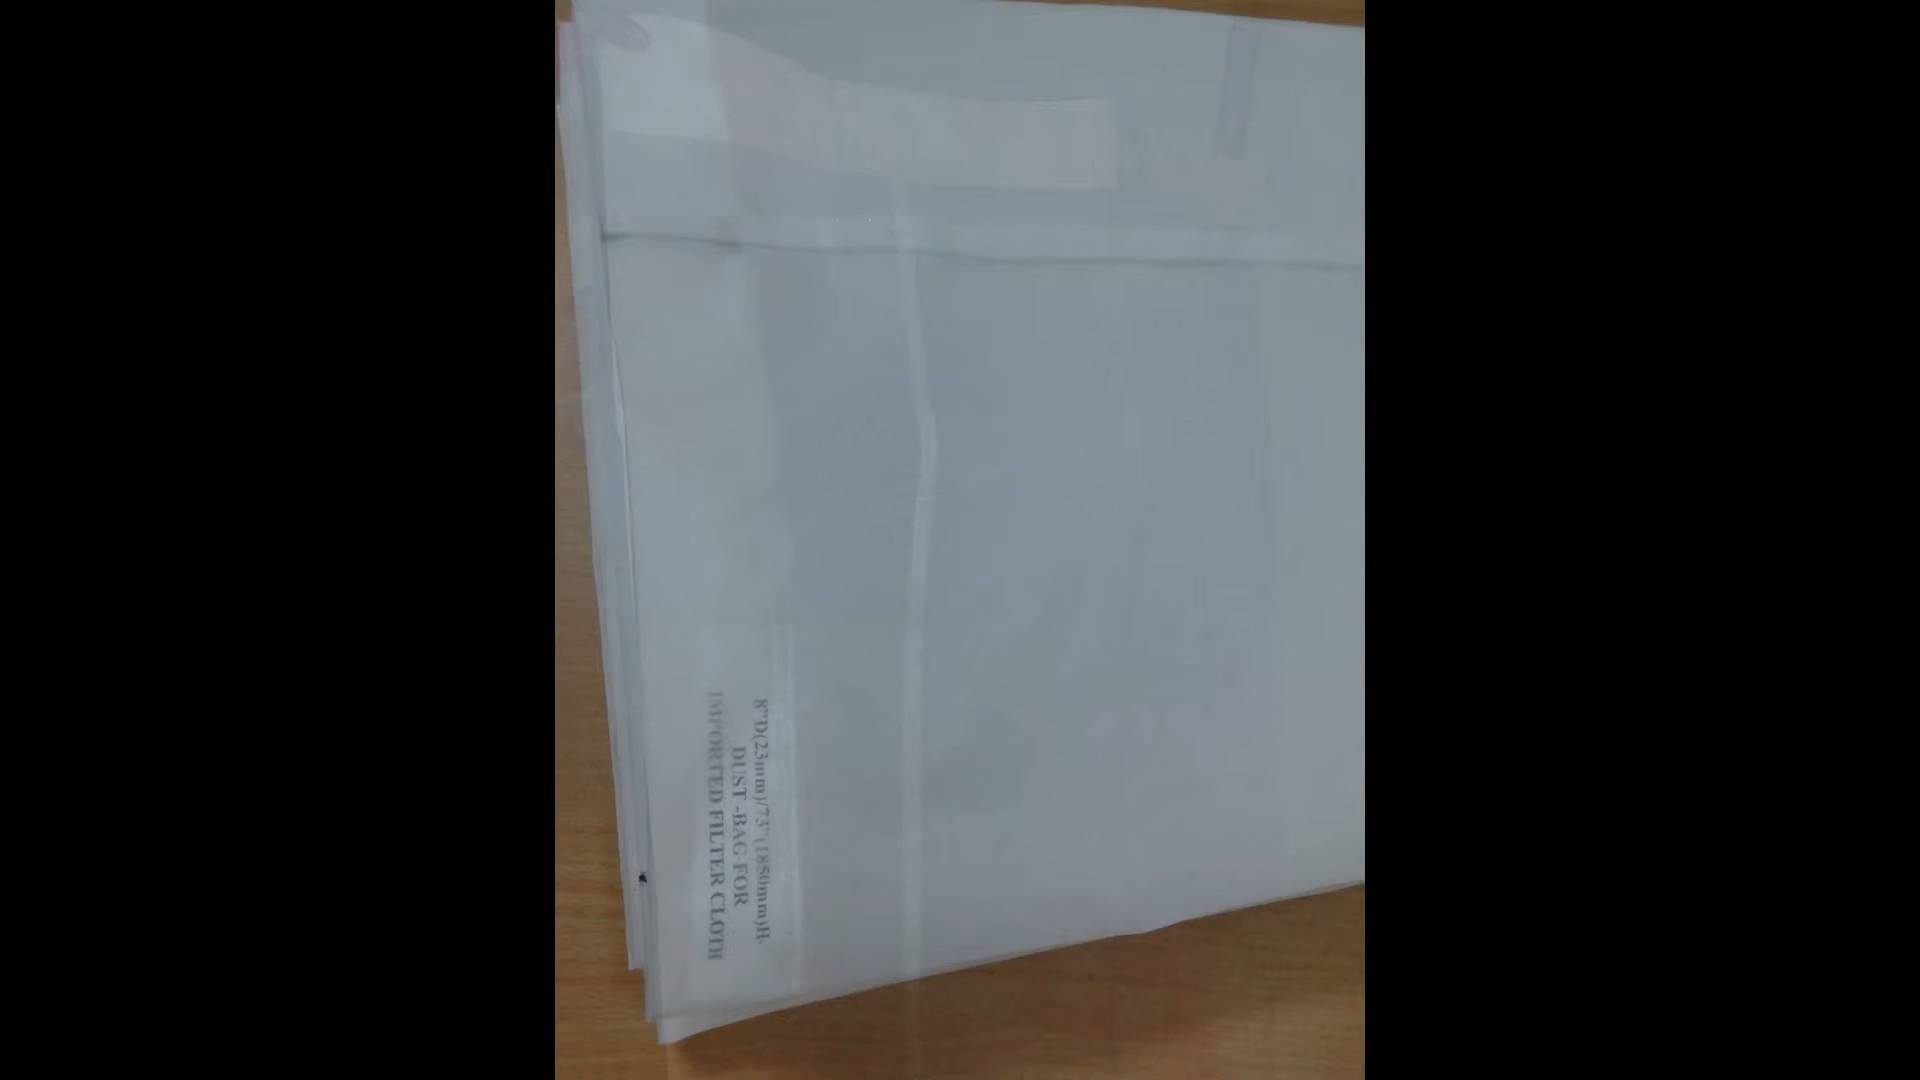 8"D(23mm)/73"(1850mm)H-
DUST -BAG FOR
IMPORTED FILTER CLOTH